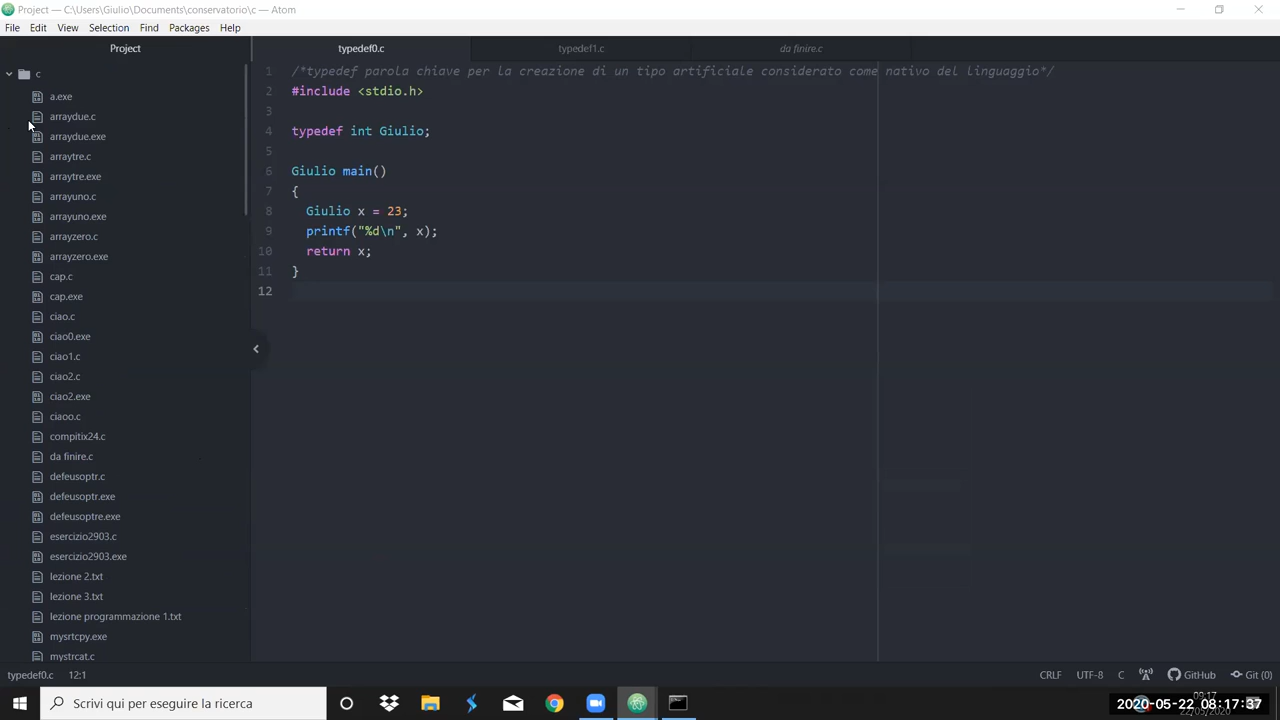 Project — C:\Users\Giulio\Documents\conservatorio\c — Atom
File Edit View Selection Find Packages Help
Project
typedef0.c typedef1.c da finire.c
c
a.exe
arraydue.c
arraydue.exe
arraytre.c
arraytre.exe
arrayuno.c
arrayuno.exe
arrayzero.c
arrayzero.exe
cap.c
cap.exe
ciao.c
ciao0.exe
ciao1.c
ciao2.c
ciao2.exe
ciaoo.c
compitix24.c
da finire.c
defeusoptr.c
defeusoptr.exe
defeusoptre.exe
esercizio2903.c
esercizio2903.exe
lezione 2.txt
lezione 3.txt
lezione programmazione 1.txt
mysrtcpy.exe
mystrcat.c
1 /*typedef parola chiave per la creazione di un tipo artificiale considerato come nativo del linguaggio*/
2 #include <stdio.h>
3
4 typedef int Giulio;
5
6 Giulio main()
7 {
8 Giulio x = 23;
9 printf("%d\n", x);
10 return x;
11 }
12
typedef0.c 12:1 CRLF UTF-8 C GitHub Git (0)
Scrivi qui per eseguire la ricerca
09:17
22/05/2020
2020-05-22 08:17:37